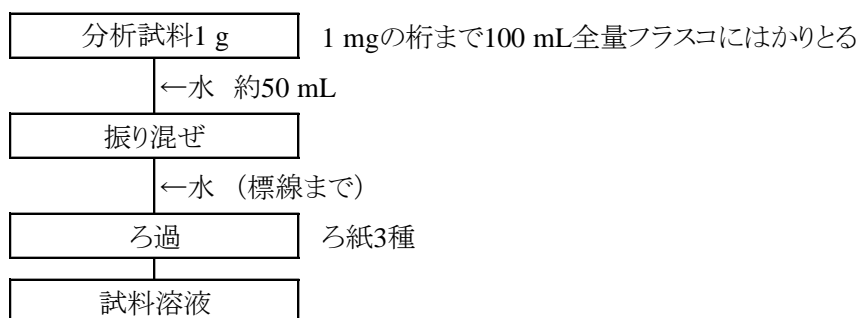 分析試料1 g 1 mgの桁まで100 mL全量フラスコにはかりとる
←水 約50 mL
振り混ぜ
←水 (標線まで)
ろ過 ろ紙3種
試料溶液